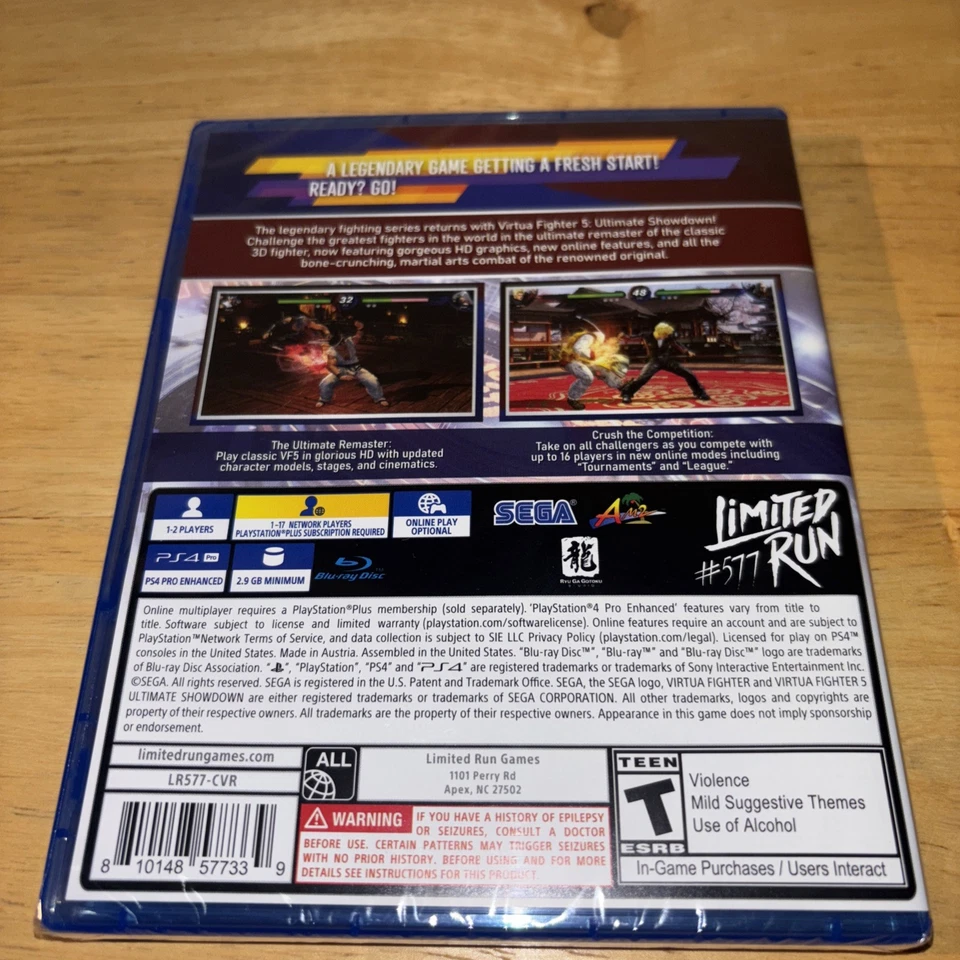 A LEGENDARY GAME GETTING A FRESH START!
READY? GO!
The legendary fighting series returns with Virtua Fighter 5: Ultimate Showdown!
Challenge the greatest fighters in the world in the ultimate remaster of the classic
3D fighter, now featuring gorgeous HD graphics, new online features, and all the
bone-crunching, martial arts combat of the renowned original.
32
48
The Ultimate Remaster:
Play classic VF5 in glorious HD with updated
character models, stages, and cinematics.
Crush the Competition:
Take on all challengers as you compete with
up to 16 players in new online modes including
"Tournaments" and "League."
1-2 PLAYERS
1-17 NETWORK PLAYERS
PLAYSTATION®PLUS SUBSCRIPTION REQUIRED
ONLINE PLAY
OPTIONAL
SEGA®
AM2
LIMITED
RUN
#577
PS4 Pro
PS4 PRO ENHANCED
2.9 GB MINIMUM
Blu-ray Disc
龍
RYU GA GOTOKU
STUDIO
Online multiplayer requires a PlayStation®Plus membership (sold separately). 'PlayStation®4 Pro Enhanced' features vary from title to
title. Software subject to license and limited warranty (playstation.com/softwarelicense). Online features require an account and are subject to
PlayStation™Network Terms of Service, and data collection is subject to SIE LLC Privacy Policy (playstation.com/legal). Licensed for play on PS4™
consoles in the United States. Made in Austria. Assembled in the United States. "Blu-ray Disc™", "Blu-ray™" and "Blu-ray Disc™" logo are trademarks
of Blu-ray Disc Association. "PS", "PlayStation", "PS4" and "PS4" are registered trademarks or trademarks of Sony Interactive Entertainment Inc.
©SEGA. All rights reserved. SEGA is registered in the U.S. Patent and Trademark Office. SEGA, the SEGA logo, VIRTUA FIGHTER and VIRTUA FIGHTER 5
ULTIMATE SHOWDOWN are either registered trademarks or trademarks of SEGA CORPORATION. All other trademarks, logos and copyrights are
property of their respective owners. All trademarks are the property of their respective owners. Appearance in this game does not imply sponsorship
or endorsement.
limitedrungames.com
LR577-CVR
8 10148 57733 9
ALL
Limited Run Games
1101 Perry Rd
Apex, NC 27502
WARNING IF YOU HAVE A HISTORY OF EPILEPSY
OR SEIZURES, CONSULT A DOCTOR
BEFORE USE. CERTAIN PATTERNS MAY TRIGGER SEIZURES
WITH NO PRIOR HISTORY. BEFORE USING AND FOR MORE
DETAILS SEE INSTRUCTIONS FOR THIS PRODUCT.
TEEN
T
ESRB
Violence
Mild Suggestive Themes
Use of Alcohol
In-Game Purchases / Users Interact